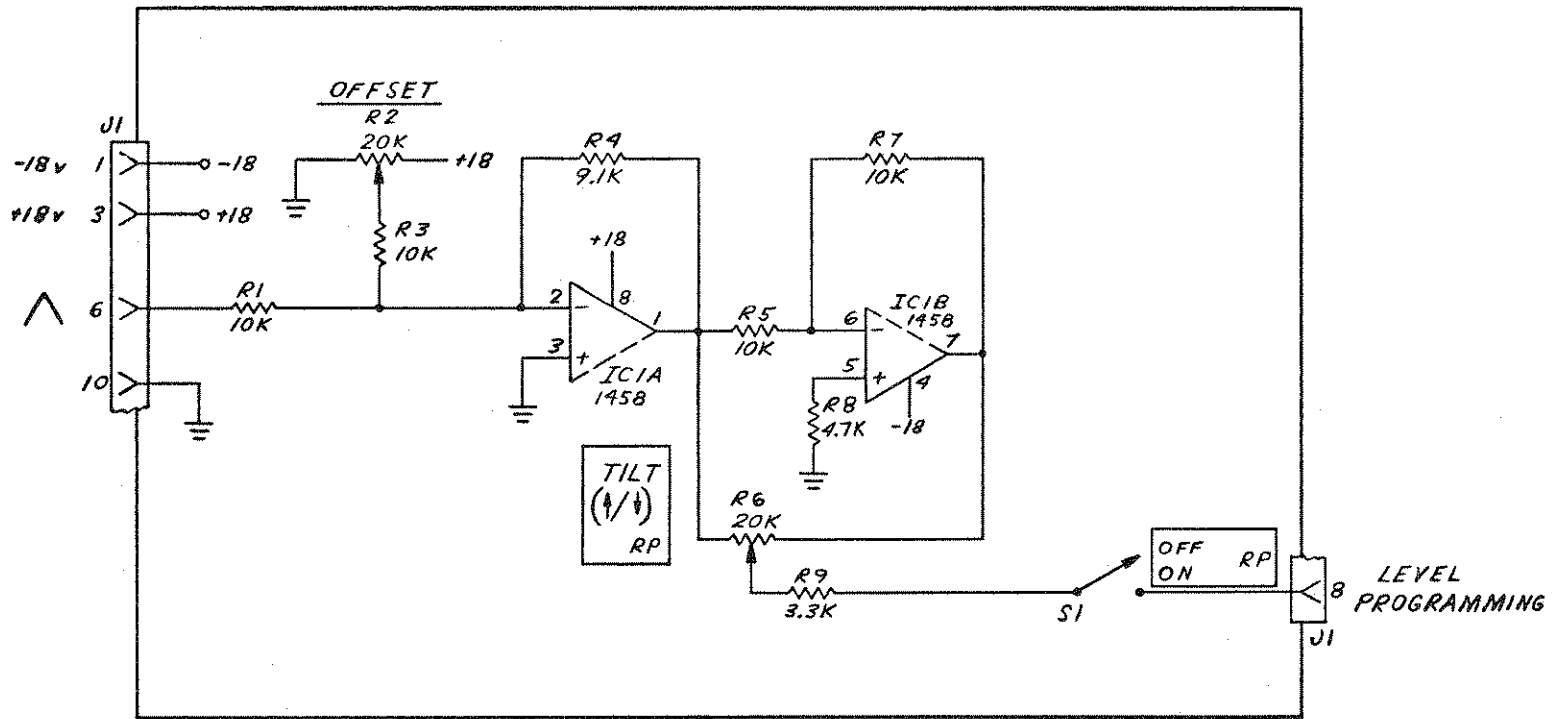 OFFSET
R2
20K
+18
J1
-18v 1 -18
+18v 3 +18
6
10
R1
10K
R3
10K
R4
9.1K
+18
2 -
8
3 +
1
IC1A
1458
R5
10K
R7
10K
6 -
5 +
IC1B
1458
7
4
-18
R8
4.7K
TILT
(↑/↓)
RP
R6
20K
R9
3.3K
S1
OFF
ON RP
8
J1
LEVEL
PROGRAMMING